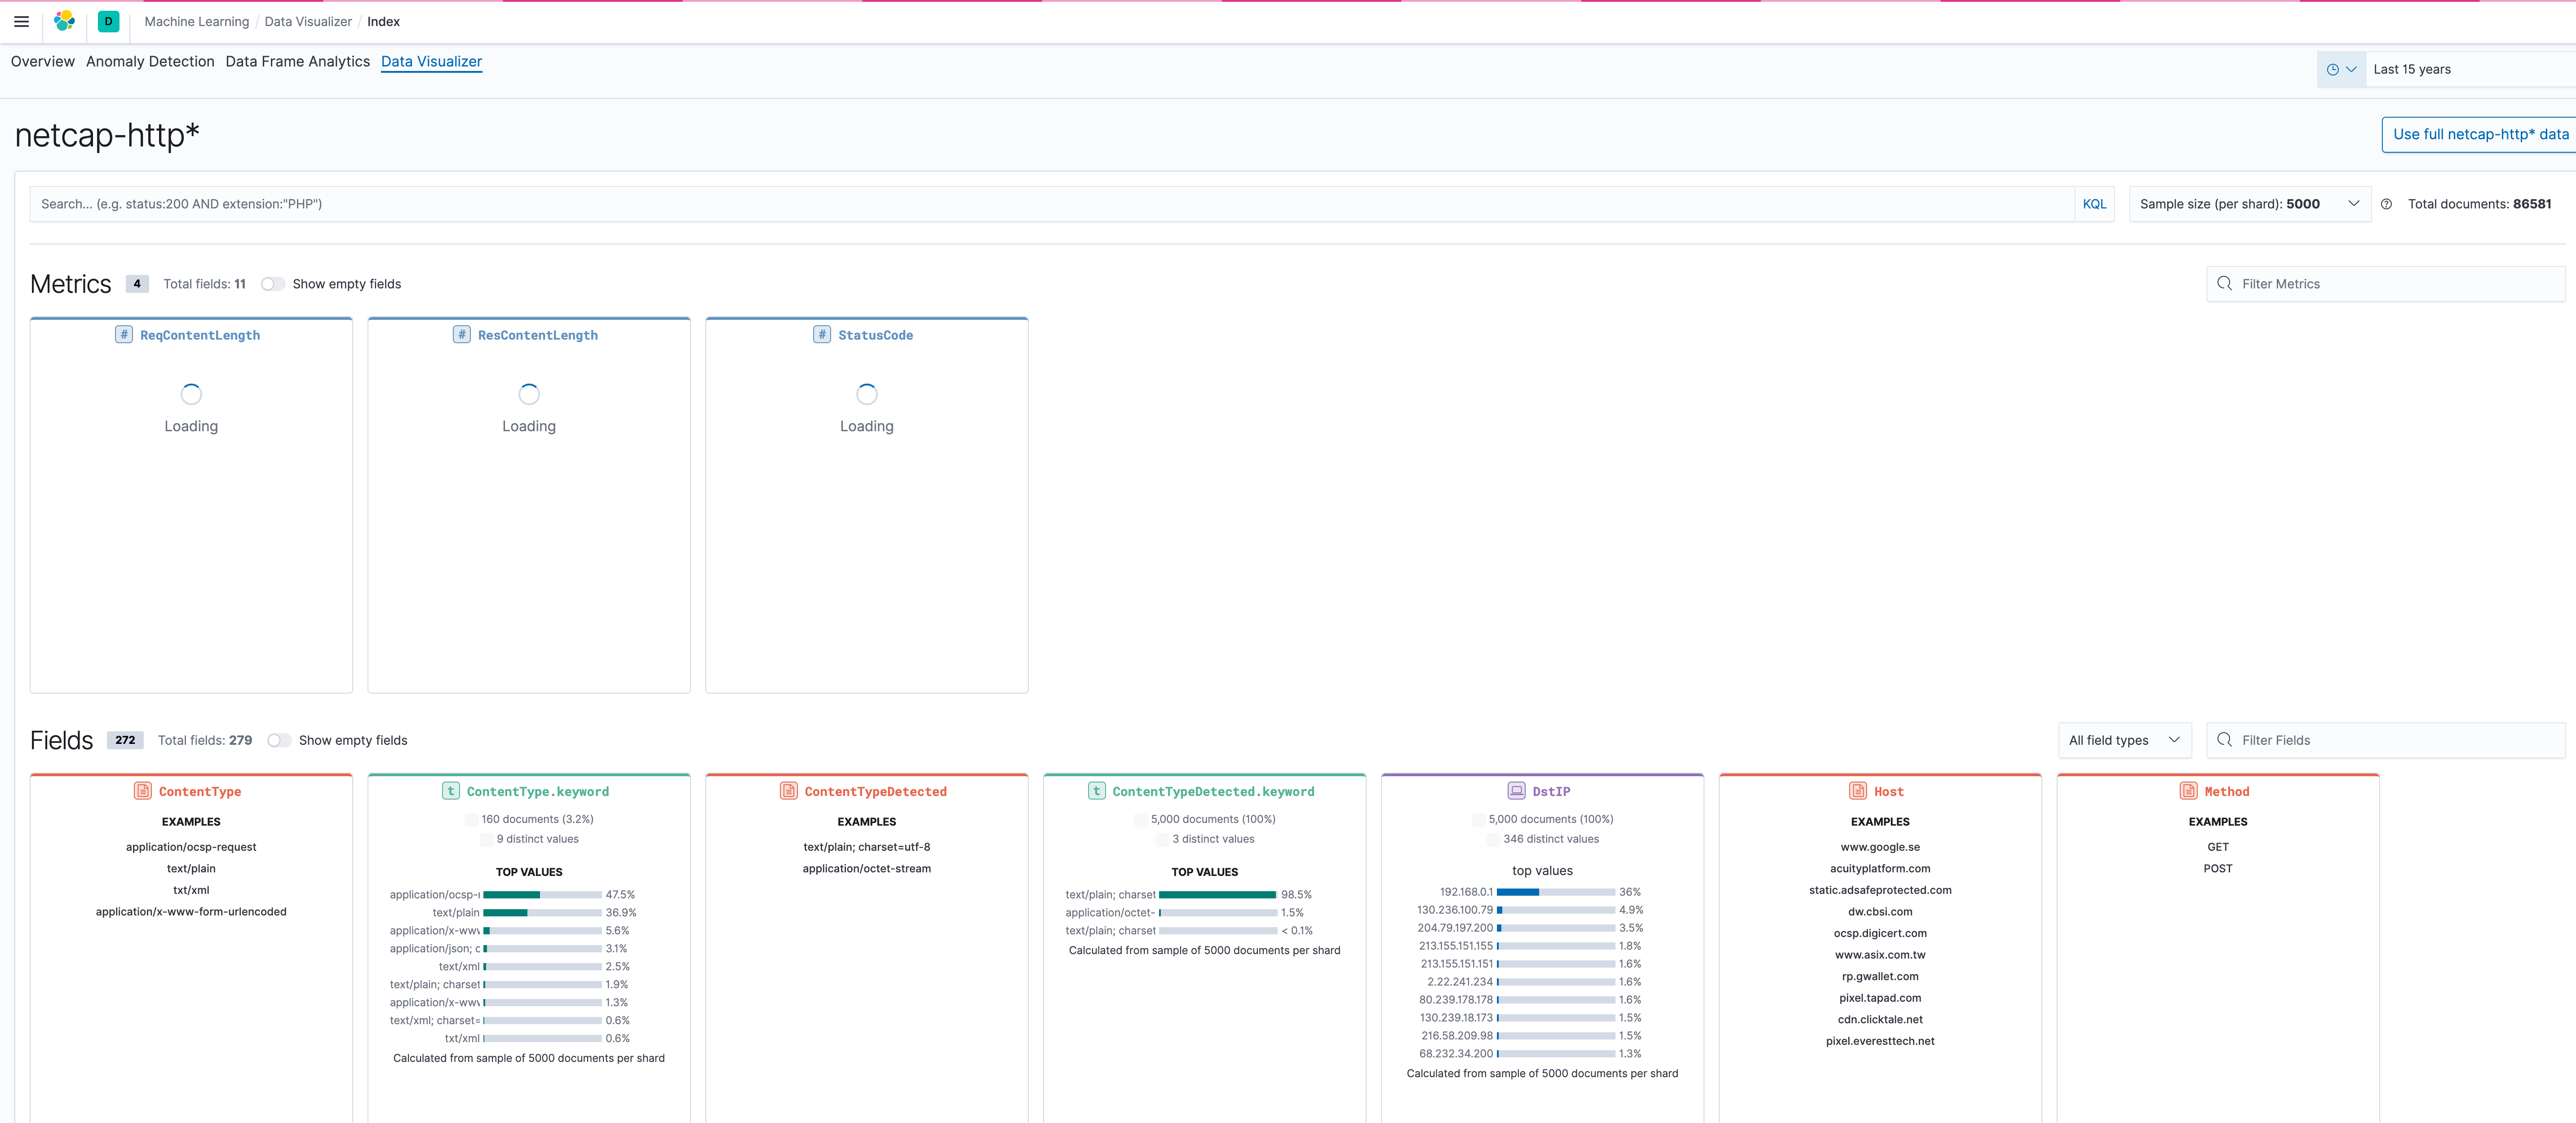 D Machine Learning / Data Visualizer / Index
Overview Anomaly Detection Data Frame Analytics Data Visualizer
Last 15 years
netcap-http*
Use full netcap-http* data
Search... (e.g. status:200 AND extension:"PHP")
KQL
Sample size (per shard): 5000
Total documents: 86581
Metrics 4 Total fields: 11 Show empty fields
Filter Metrics
# ReqContentLength
Loading
# ResContentLength
Loading
# StatusCode
Loading
Fields 272 Total fields: 279 Show empty fields
All field types
Filter Fields
ContentType
EXAMPLES
application/ocsp-request
text/plain
txt/xml
application/x-www-form-urlencoded
t ContentType.keyword
160 documents (3.2%)
9 distinct values
TOP VALUES
application/ocsp-r 47.5%
text/plain 36.9%
application/x-www 5.6%
application/json; c 3.1%
text/xml 2.5%
text/plain; charset 1.9%
application/x-www 1.3%
text/xml; charset= 0.6%
txt/xml 0.6%
Calculated from sample of 5000 documents per shard
ContentTypeDetected
EXAMPLES
text/plain; charset=utf-8
application/octet-stream
t ContentTypeDetected.keyword
5,000 documents (100%)
3 distinct values
TOP VALUES
text/plain; charset 98.5%
application/octet- 1.5%
text/plain; charset < 0.1%
Calculated from sample of 5000 documents per shard
DstIP
5,000 documents (100%)
346 distinct values
top values
192.168.0.1 36%
130.236.100.79 4.9%
204.79.197.200 3.5%
213.155.151.155 1.8%
213.155.151.151 1.6%
2.22.241.234 1.6%
80.239.178.178 1.6%
130.239.18.173 1.5%
216.58.209.98 1.5%
68.232.34.200 1.3%
Calculated from sample of 5000 documents per shard
Host
EXAMPLES
www.google.se
acuityplatform.com
static.adsafeprotected.com
dw.cbsi.com
ocsp.digicert.com
www.asix.com.tw
rp.gwallet.com
pixel.tapad.com
cdn.clicktale.net
pixel.everesttech.net
Method
EXAMPLES
GET
POST